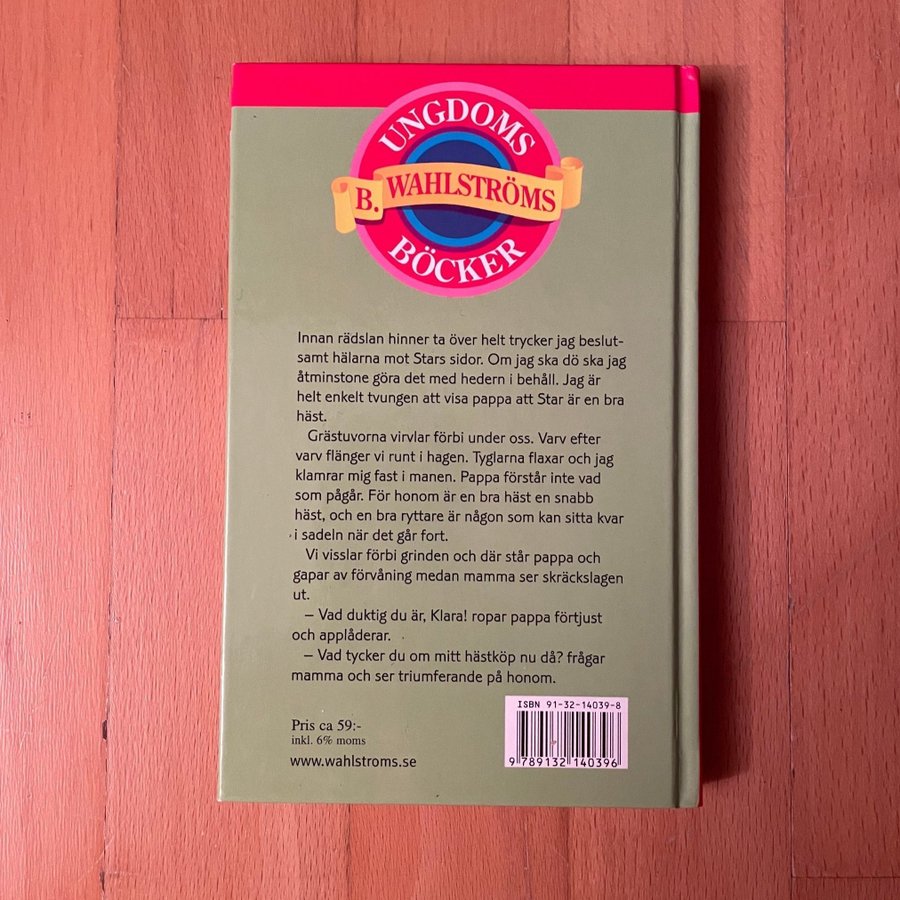 UNGDOMS
B. WAHLSTRÖMS
BÖCKER
Innan rädslan hinner ta över helt trycker jag beslut-
samt hälarna mot Stars sidor. Om jag ska dö ska jag
åtminstone göra det med hedern i behåll. Jag är
helt enkelt tvungen att visa pappa att Star är en bra
häst.
Grästuvorna virvlar förbi under oss. Varv efter
varv flänger vi runt i hagen. Tyglarna flaxar och jag
klamrar mig fast i manen. Pappa förstår inte vad
som pågår. För honom är en bra häst en snabb
häst, och en bra ryttare är någon som kan sitta kvar
i sadeln när det går fort.
Vi visslar förbi grinden och där står pappa och
gapar av förvåning medan mamma ser skräckslagen
ut.
– Vad duktig du är, Klara! ropar pappa förtjust
och applåderar.
– Vad tycker du om mitt hästköp nu då? frågar
mamma och ser triumferande på honom.
Pris ca 59:-
inkl. 6% moms
www.wahlstroms.se
ISBN 91-32-14039-8
9 789132 140396